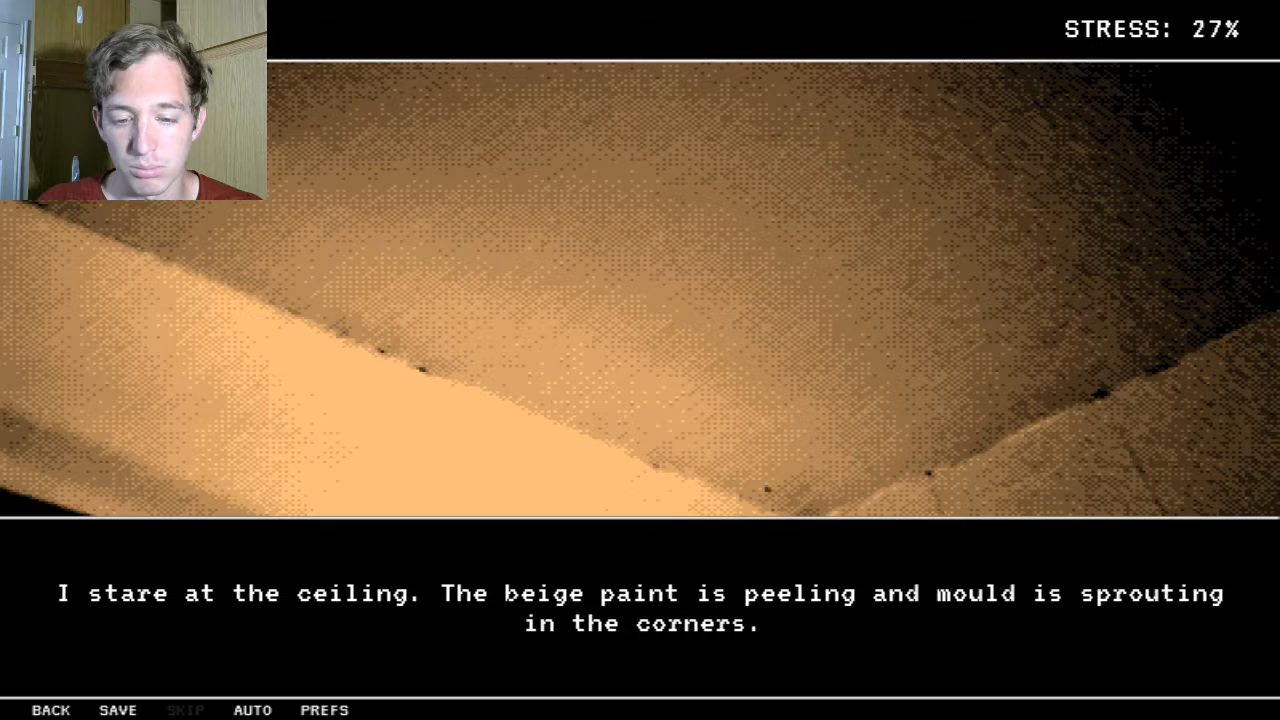 STRESS: 27%
I stare at the ceiling. The beige paint is peeling and mould is sprouting
in the corners.
BACK SAVE SKIP AUTO PREFS